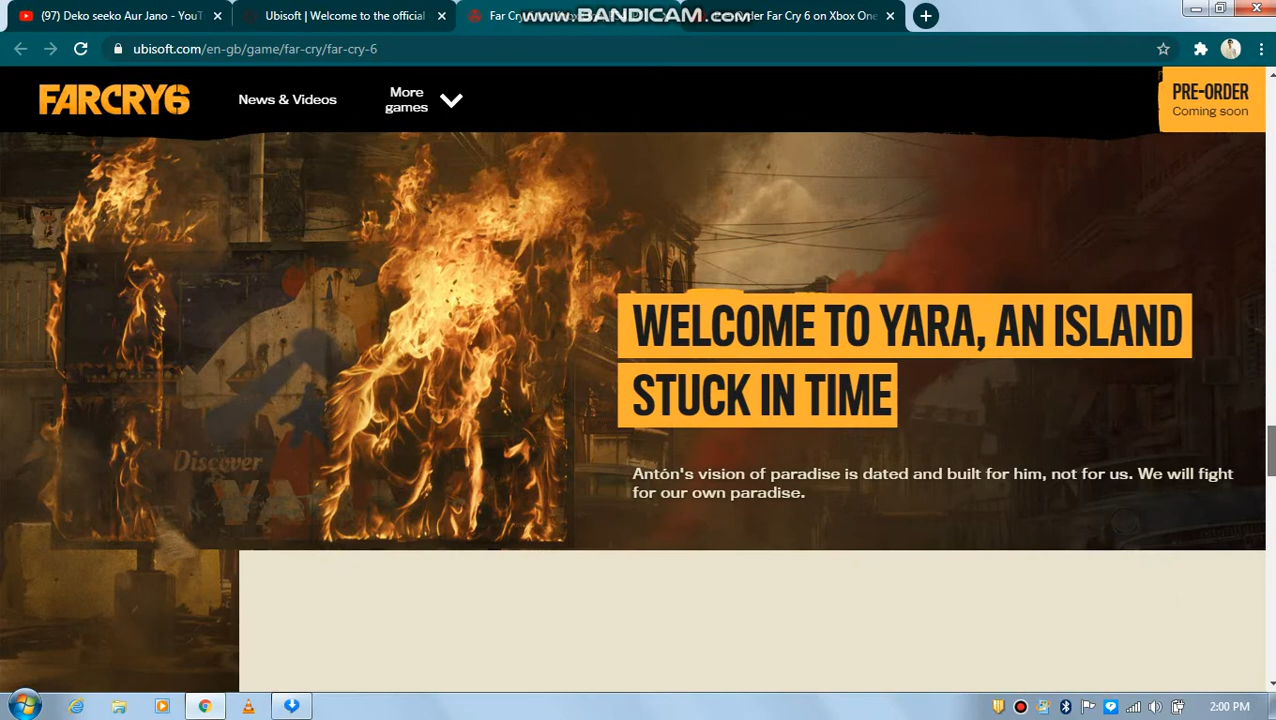 (97) Deko seeko Aur Jano - YouT
Ubisoft | Welcome to the official
Far Cry
der Far Cry 6 on Xbox One
www.BANDICAM.com
ubisoft.com/en-gb/game/far-cry/far-cry-6
FARCRY6
News & Videos
More
games
PRE-ORDER
Coming soon
WELCOME TO YARA, AN ISLAND
STUCK IN TIME
Antón's vision of paradise is dated and built for him, not for us. We will fight
for our own paradise.
Discover
2:00 PM